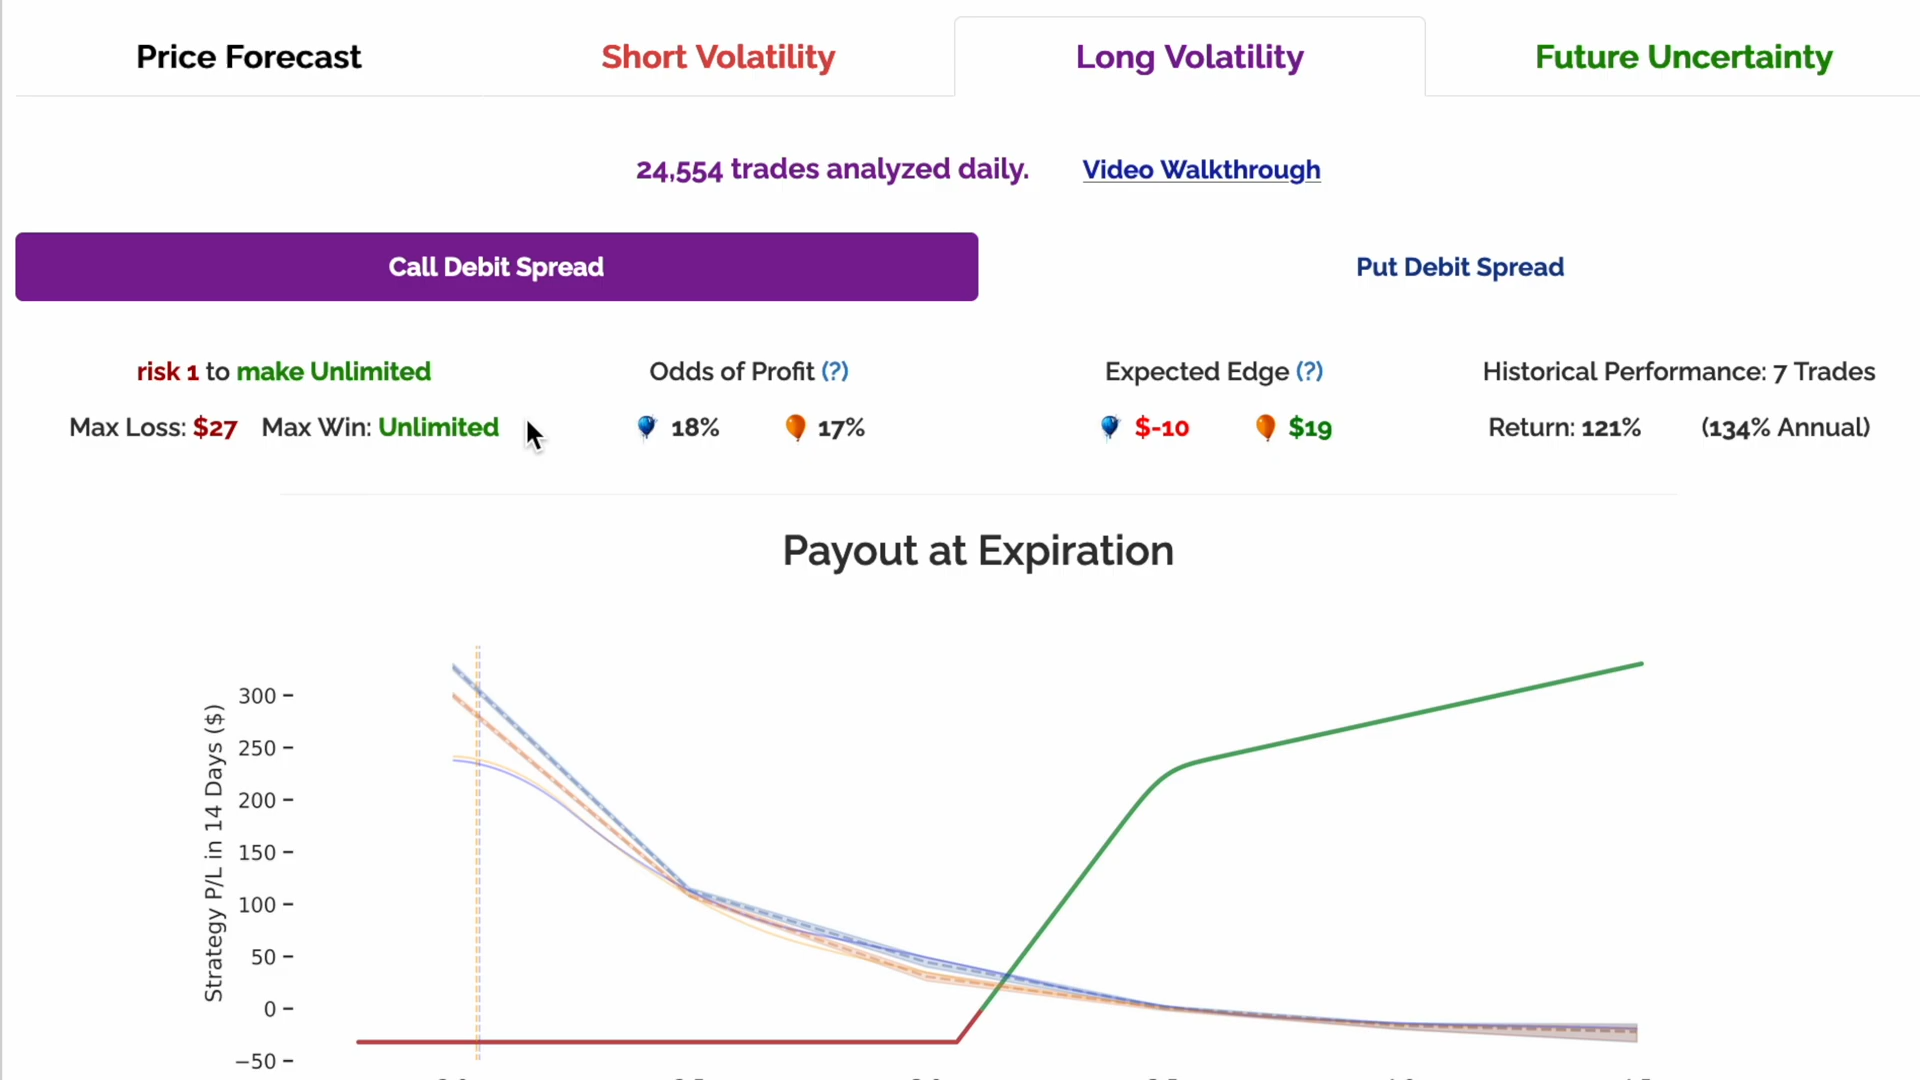 Price Forecast
Short Volatility
Long Volatility
Future Uncertainty
24,554 trades analyzed daily.
Video Walkthrough
Call Debit Spread
Put Debit Spread
risk 1 to make Unlimited
Odds of Profit (?)
Expected Edge (?)
Historical Performance: 7 Trades
Max Loss: $27 Max Win: Unlimited
18% 17%
$-10 $19
Return: 121% (134% Annual)
Payout at Expiration
Strategy P/L in 14 Days ($)
300
250
200
150
100
50
0
−50